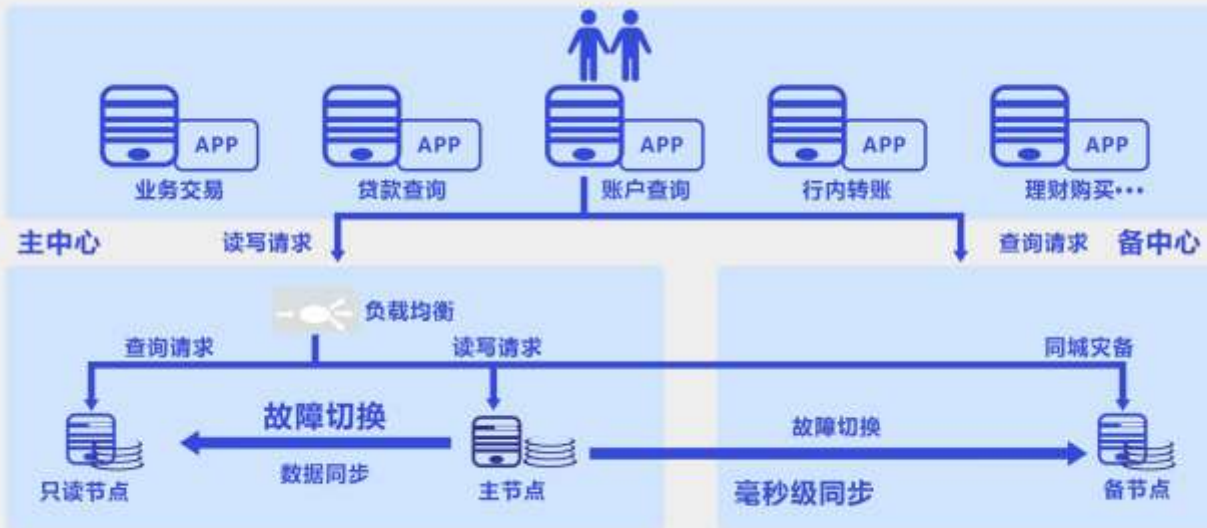 APP
APP
APP
APP
APP
业务交易
贷款查询
账户查询
行内转账
理财购买···
主中心
读写请求
查询请求
备中心
负载均衡
查询请求
读写请求
同城灾备
故障切换
故障切换
数据同步
毫秒级同步
只读节点
主节点
备节点